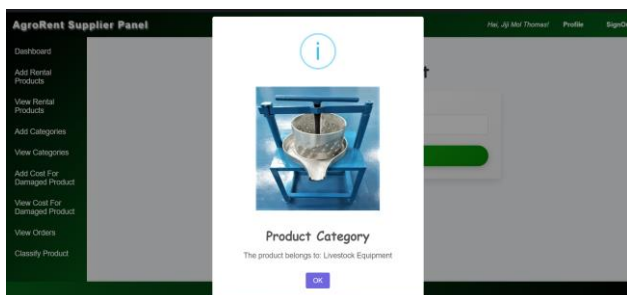 AgroRent Supplier Panel
Hai, Jiji Mol Thomas!
Profile
Dashboard
Add Rental
Products
View Rental
Products
Add Categories
View Categories
Add Cost For
Damaged Product
View Cost For
Damaged Product
View Orders
Classify Product
i
Product Category
The product belongs to: Livestock Equipment
OK